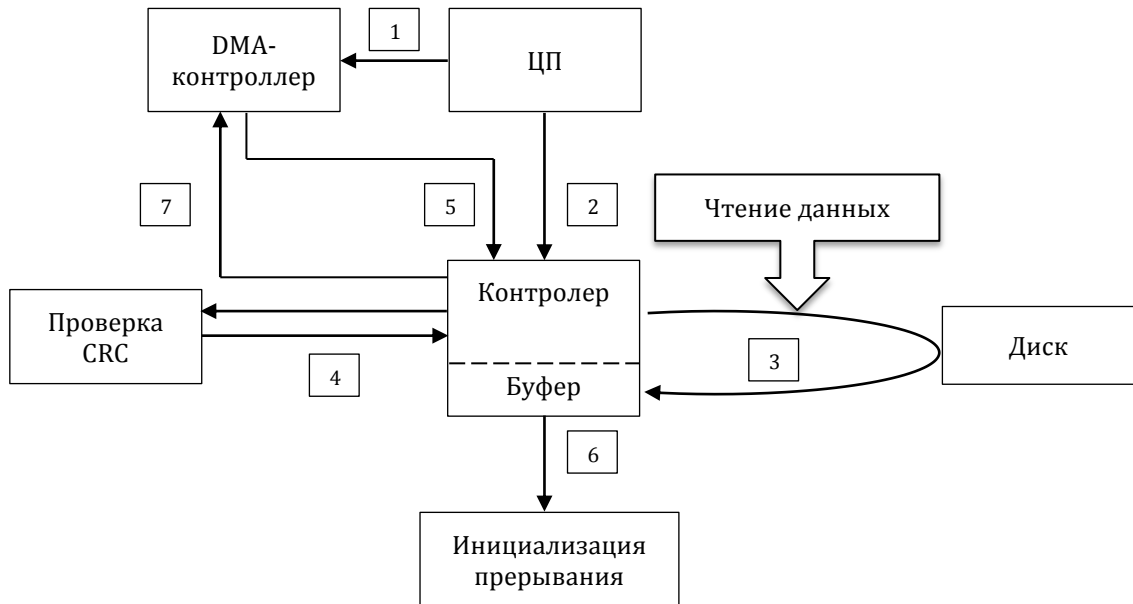 1
DMA-
контроллер
ЦП
7
5
2
Чтение данных
Контролер
Проверка
CRC
3
Диск
4
Буфер
6
Инициализация
прерывания